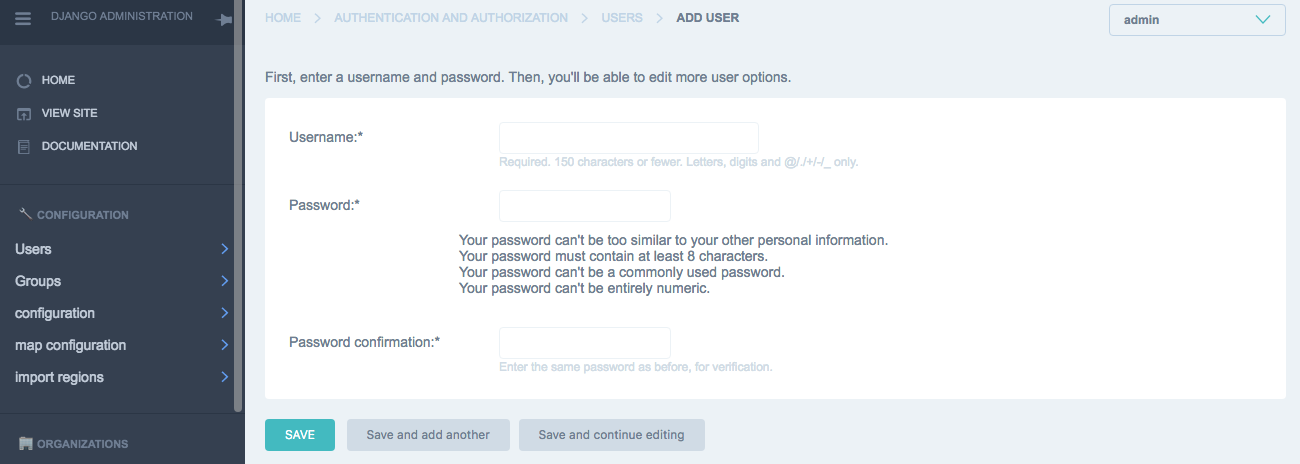 DJANGO ADMINISTRATION
HOME
VIEW SITE
DOCUMENTATION
CONFIGURATION
Users
Groups
configuration
map configuration
import regions
ORGANIZATIONS
HOME > AUTHENTICATION AND AUTHORIZATION > USERS > ADD USER
admin
First, enter a username and password. Then, you'll be able to edit more user options.
Username:*
Required. 150 characters or fewer. Letters, digits and @/./+/-/_ only.
Password:*
Your password can't be too similar to your other personal information.
Your password must contain at least 8 characters.
Your password can't be a commonly used password.
Your password can't be entirely numeric.
Password confirmation:*
Enter the same password as before, for verification.
SAVE Save and add another Save and continue editing